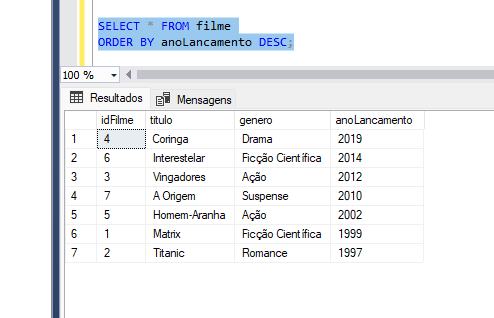 SELECT * FROM filme
ORDER BY anoLancamento DESC;
100 %
Resultados Mensagens
idFilme titulo genero anoLancamento
1 4 Coringa Drama 2019
2 6 Interestelar Ficção Científica 2014
3 3 Vingadores Ação 2012
4 7 A Origem Suspense 2010
5 5 Homem-Aranha Ação 2002
6 1 Matrix Ficção Científica 1999
7 2 Titanic Romance 1997